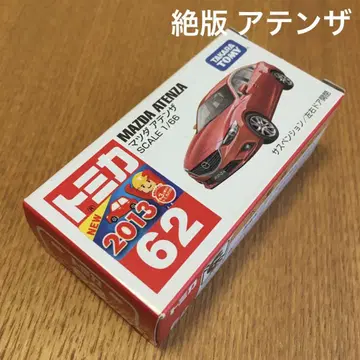 絶版 アテンザ
TAKARA
TOMY
MAZDA ATENZA
マツダ アテンザ
SCALE 1/66
サスペンション/左右ドア開閉
トミカ
NEW
2013
62